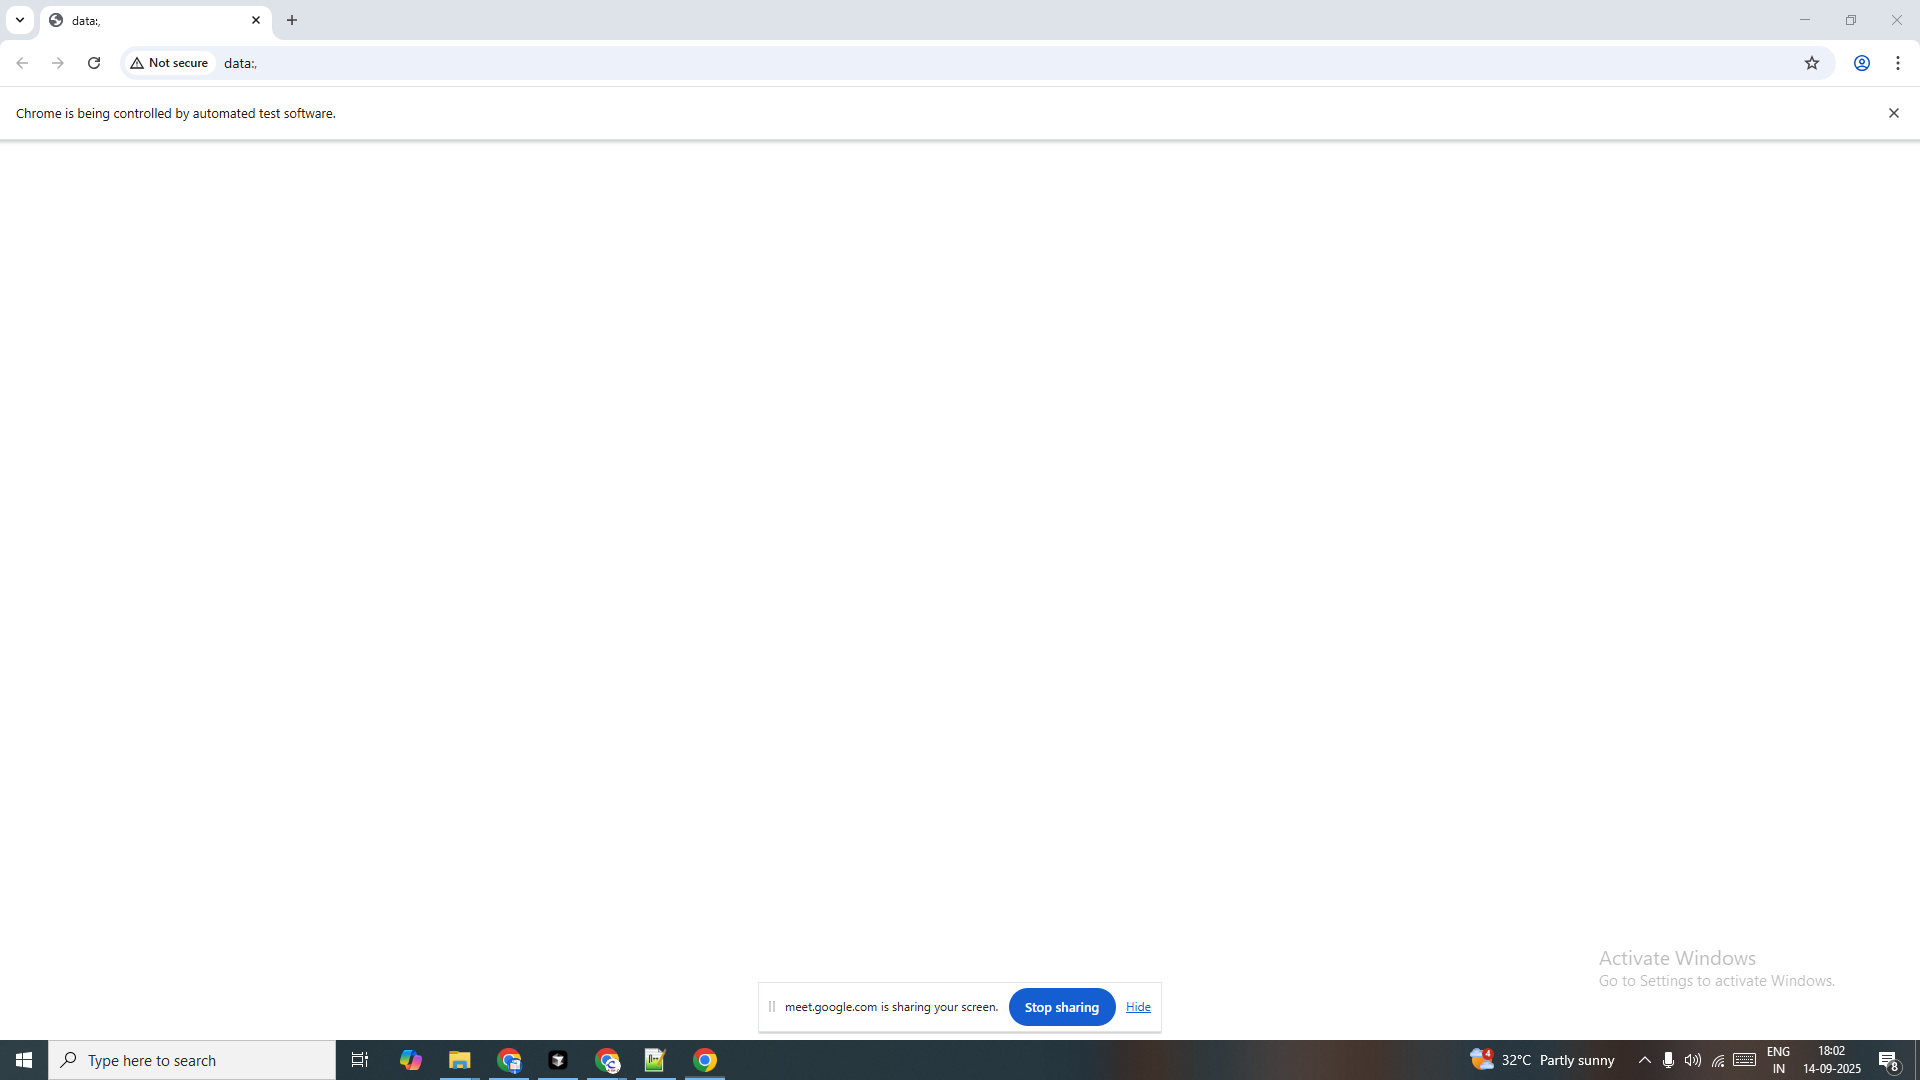 data:,
Not secure data:,
Chrome is being controlled by automated test software.
Activate Windows
Go to Settings to activate Windows.
meet.google.com is sharing your screen. Stop sharing Hide
Type here to search
4
32°C Partly sunny
ENG
IN
18:02
14-09-2025
8